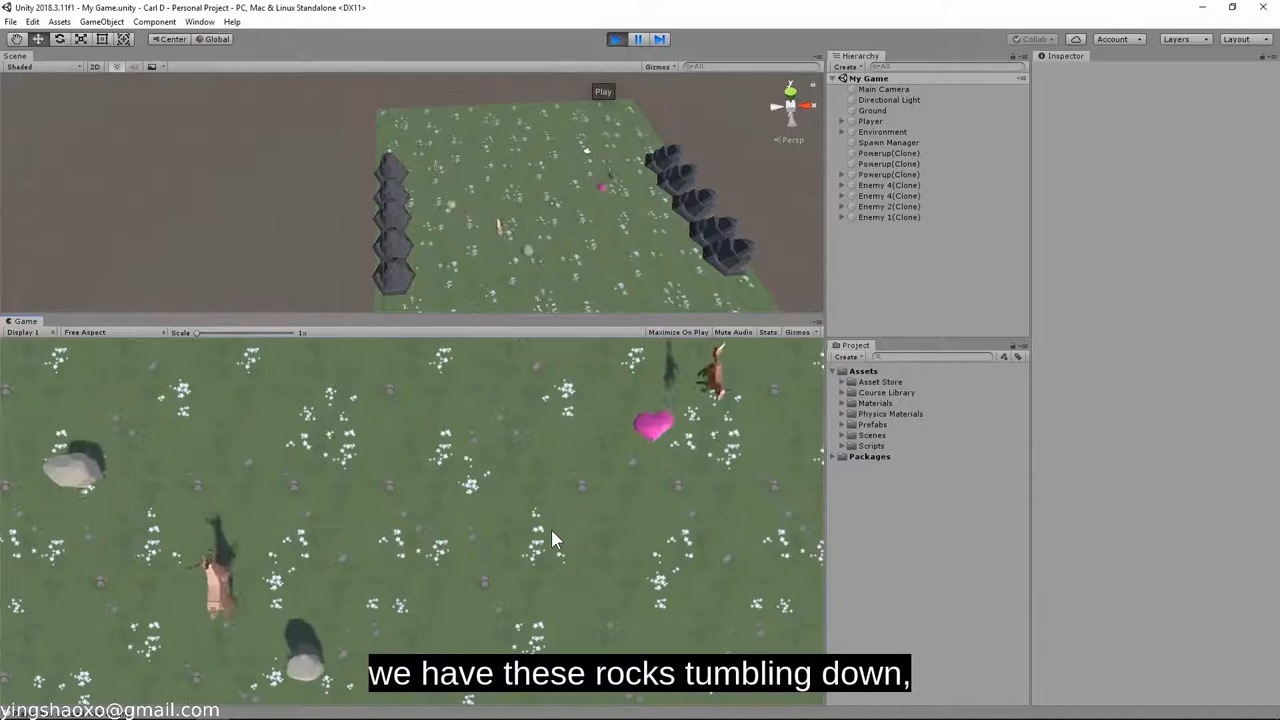 Unity 2018.3.11f1 - My Game.unity - Carl D - Personal Project - PC, Mac & Linux Standalone <DX11>
File Edit Assets GameObject Component Window Help
Center Global Collab Account Layers Layout
Scene
Shaded 2D Gizmos All
Play
y
Persp
Hierarchy
Create All
My Game
Main Camera
Directional Light
Ground
Player
Environment
Spawn Manager
Powerup(Clone)
Powerup(Clone)
Powerup(Clone)
Enemy 4(Clone)
Enemy 4(Clone)
Enemy 2(Clone)
Enemy 1(Clone)
Inspector
Game
Display 1 Free Aspect Scale 1x Maximize On Play Mute Audio Stats Gizmos
Project
Create
Assets
Asset Store
Course Library
Materials
Physics Materials
Prefabs
Scenes
Scripts
Packages
we have these rocks tumbling down,
yingshaoxo@gmail.com